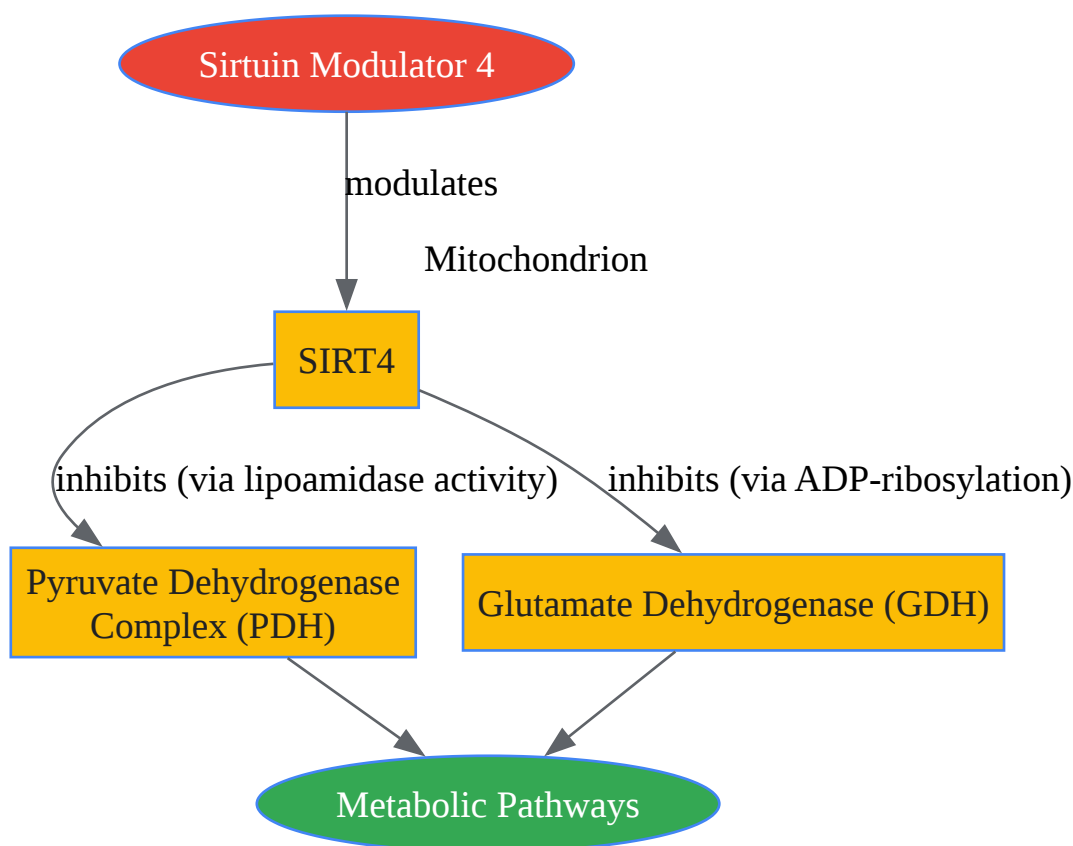 Sirtuin Modulator 4
modulates
Mitochondrion
SIRT4
inhibits (via lipoamidase activity)
inhibits (via ADP-ribosylation)
Pyruvate Dehydrogenase
Complex (PDH)
Glutamate Dehydrogenase (GDH)
Metabolic Pathways